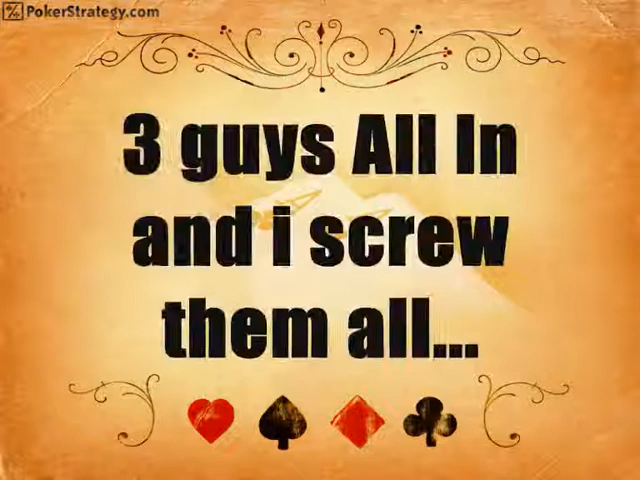 PokerStrategy.com
3 guys All In
and i screw
them all...